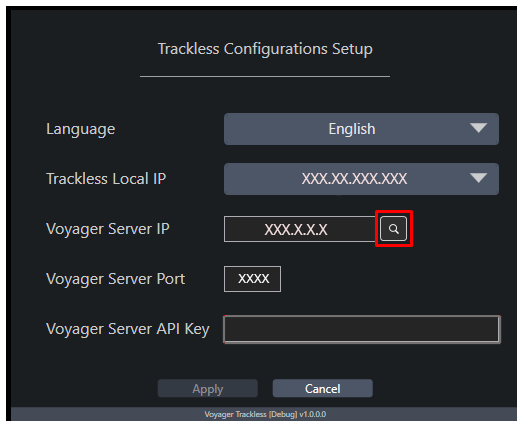 Trackless Configurations Setup
Language English
Trackless Local IP XXX.XX.XXX.XXX
Voyager Server IP XXX.X.X.X
Voyager Server Port XXXX
Voyager Server API Key
Apply Cancel
Voyager Trackless [Debug] v1.0.0.0